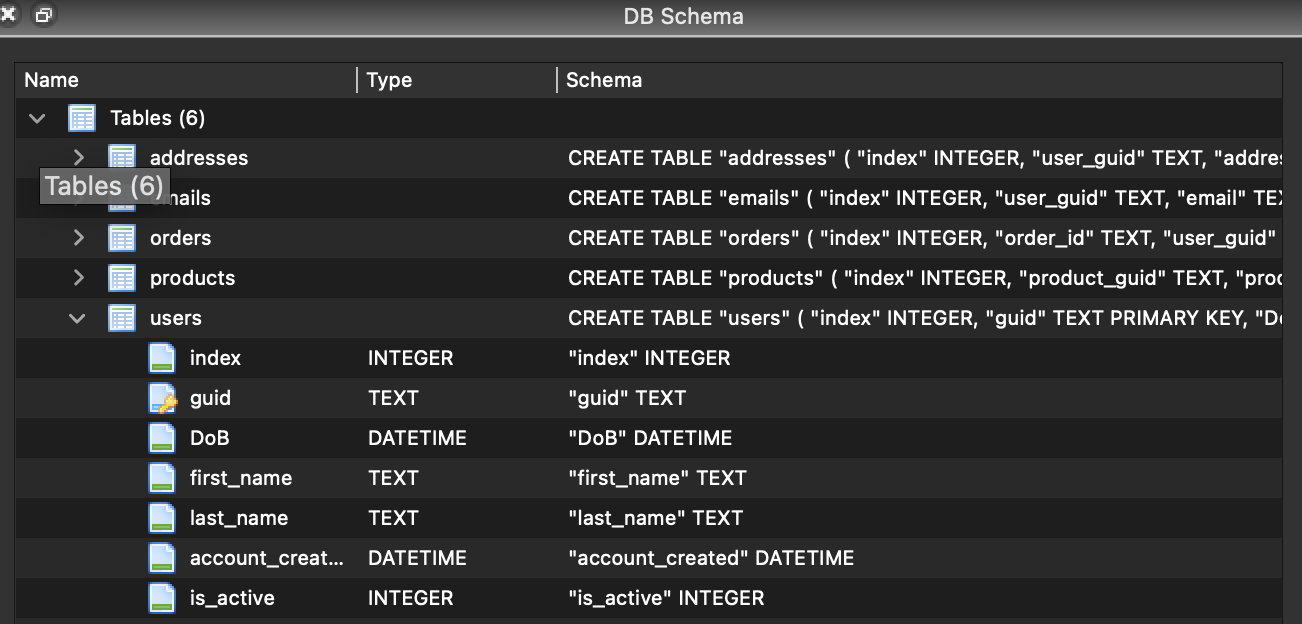 DB Schema
Name Type Schema
Tables (6)
addresses CREATE TABLE "addresses" ( "index" INTEGER, "user_guid" TEXT, "addres
Tables (6)
mails CREATE TABLE "emails" ( "index" INTEGER, "user_guid" TEXT, "email" TEX
orders CREATE TABLE "orders" ( "index" INTEGER, "order_id" TEXT, "user_guid"
products CREATE TABLE "products" ( "index" INTEGER, "product_guid" TEXT, "proc
users CREATE TABLE "users" ( "index" INTEGER, "guid" TEXT PRIMARY KEY, "Do
index INTEGER "index" INTEGER
guid TEXT "guid" TEXT
DoB DATETIME "DoB" DATETIME
first_name TEXT "first_name" TEXT
last_name TEXT "last_name" TEXT
account_creat... DATETIME "account_created" DATETIME
is_active INTEGER "is_active" INTEGER